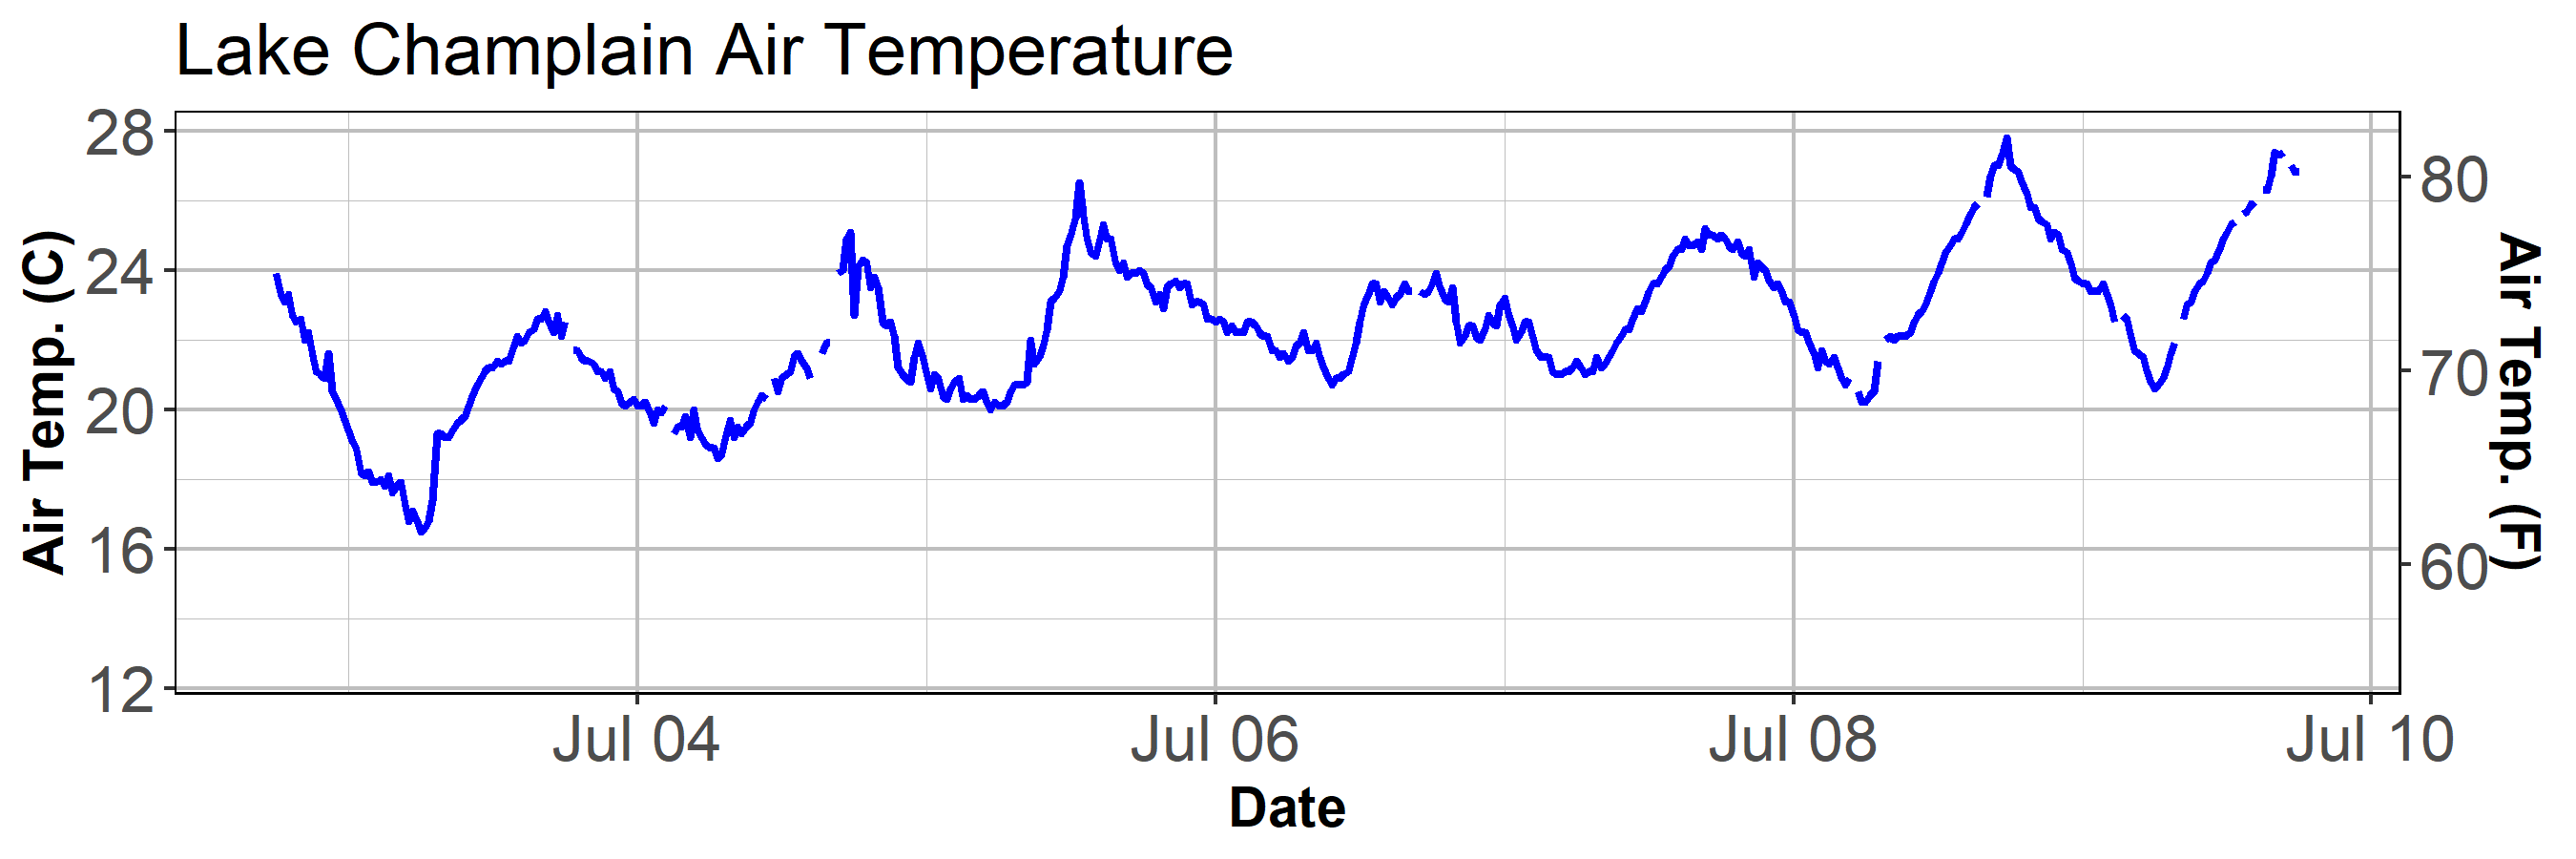 Lake Champlain Air Temperature
28
24
20
16
12
Air Temp. (C)
80
70
60
Air Temp. (F)
Jul 04
Jul 06
Jul 08
Jul 10
Date